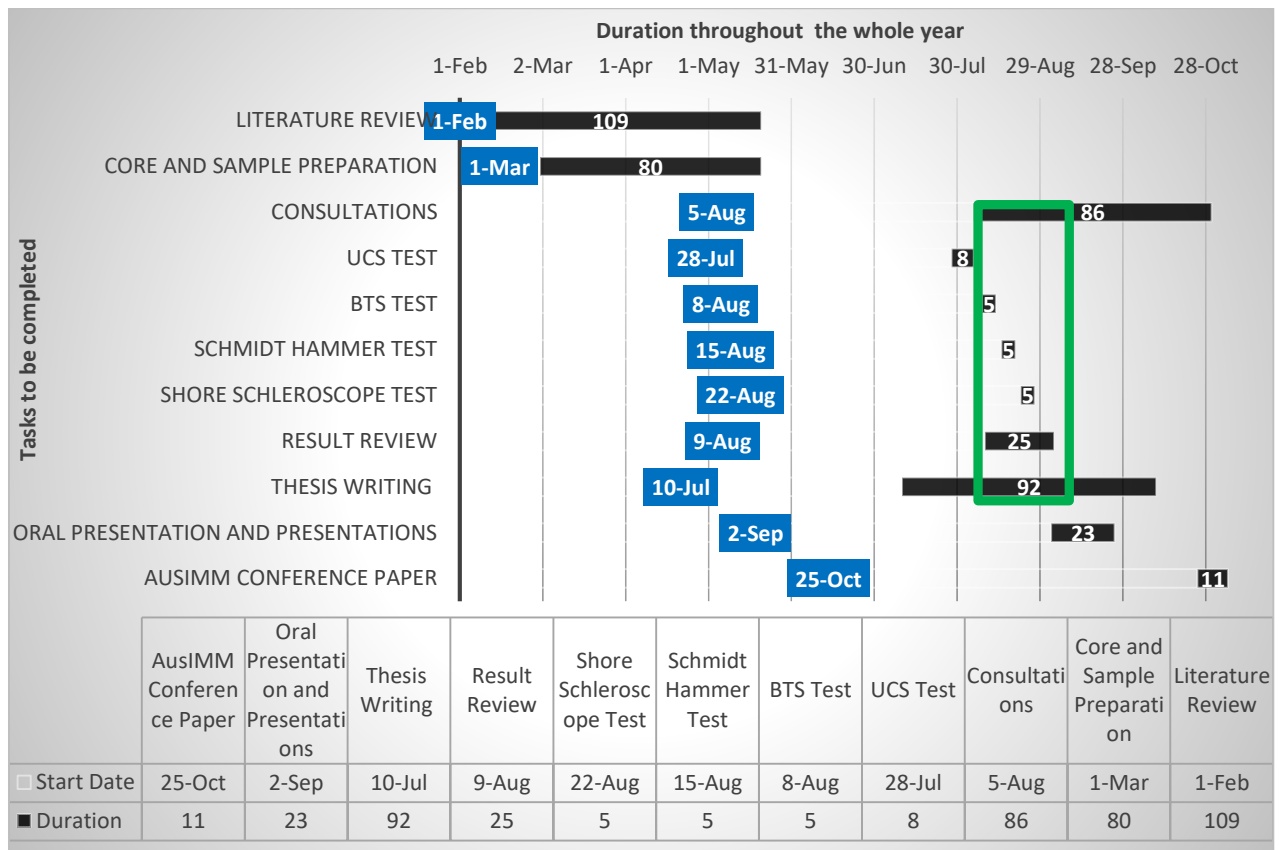 Duration throughout the whole year
1-Feb 2-Mar 1-Apr 1-May 31-May 30-Jun 30-Jul 29-Aug 28-Sep 28-Oct
Tasks to be completed
LITERATURE REVIEW 1-Feb 109
CORE AND SAMPLE PREPARATION 1-Mar 80
CONSULTATIONS 5-Aug 86
UCS TEST 28-Jul 8
BTS TEST 8-Aug 5
SCHMIDT HAMMER TEST 15-Aug 5
SHORE SCHLEROSCOPE TEST 22-Aug 5
RESULT REVIEW 9-Aug 25
THESIS WRITING 10-Jul 92
ORAL PRESENTATION AND PRESENTATIONS 2-Sep 23
AUSIMM CONFERENCE PAPER 25-Oct 11
AusIMM
Conferen
ce Paper
Oral
Presentati
on and
Presentati
ons
Thesis
Writing
Result
Review
Shore
Schlerosc
ope Test
Schmidt
Hammer
Test
BTS Test
UCS Test
Consultati
ons
Core and
Sample
Preparati
on
Literature
Review
Start Date 25-Oct 2-Sep 10-Jul 9-Aug 22-Aug 15-Aug 8-Aug 28-Jul 5-Aug 1-Mar 1-Feb
Duration 11 23 92 25 5 5 5 8 86 80 109